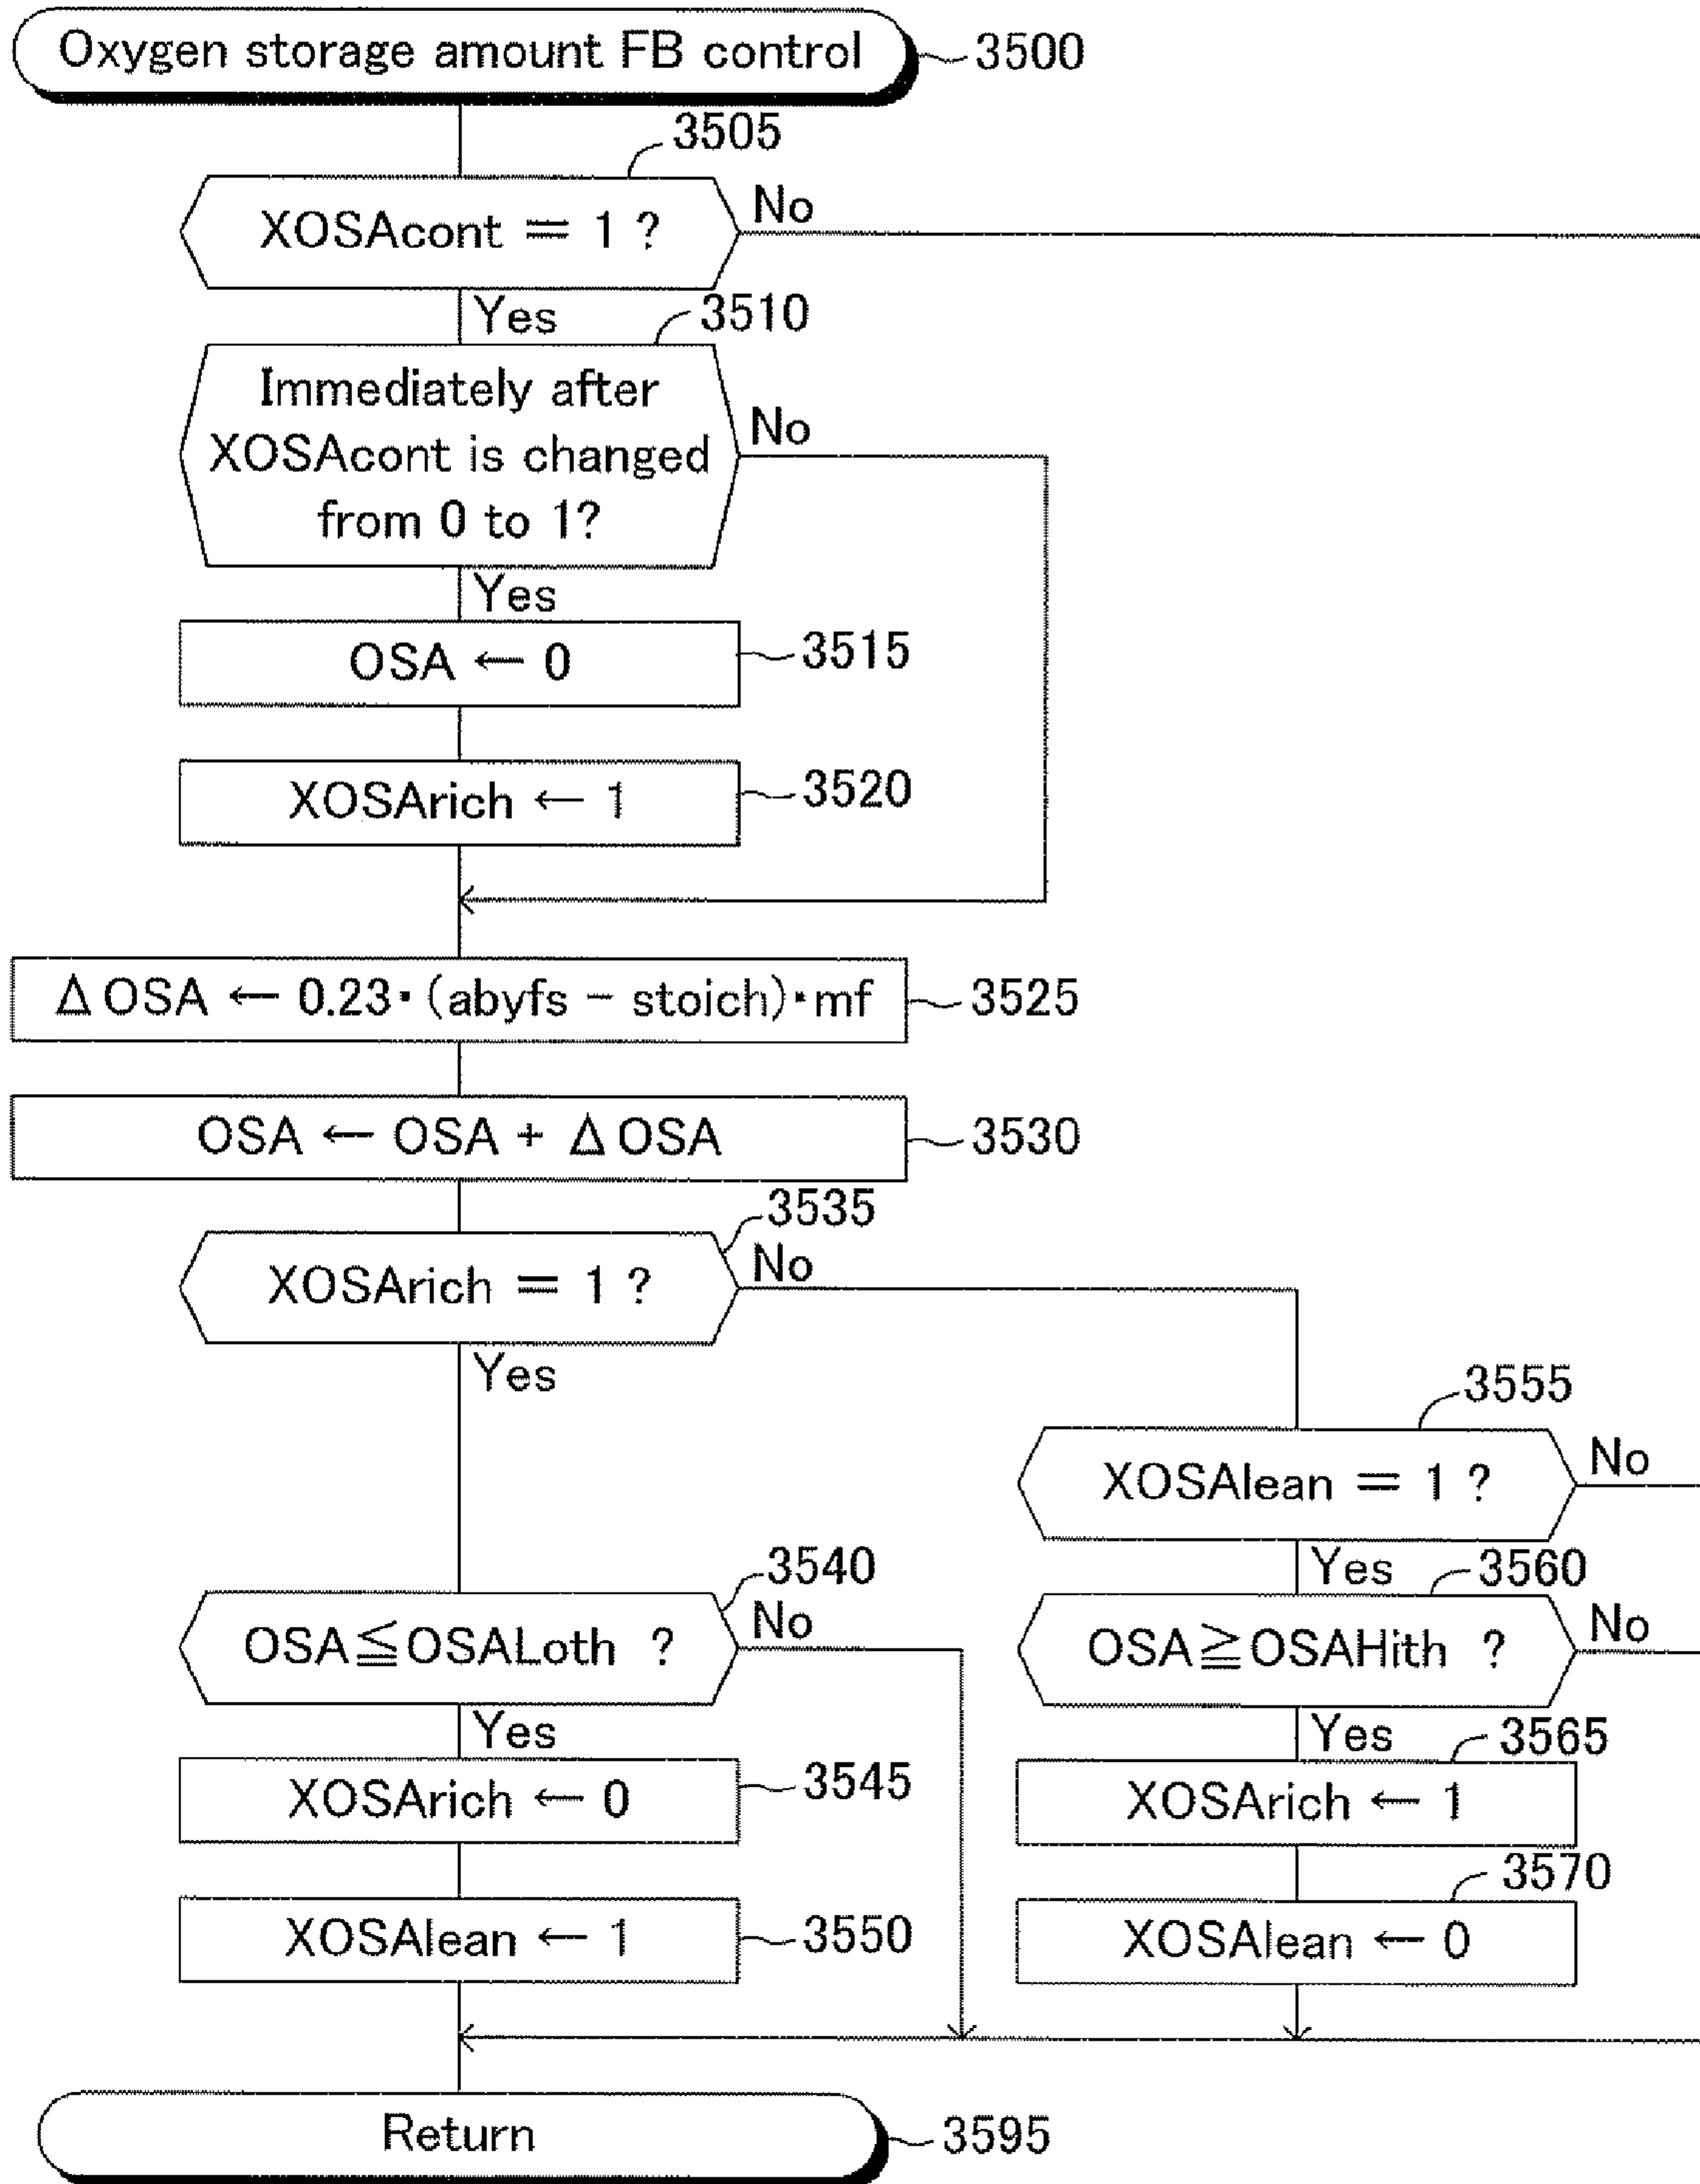 Oxygen storage amount FB control
3500
3505
XOSAcont = 1 ?
No
Yes
3510
Immediately after
XOSAcont is changed
from 0 to 1?
No
Yes
OSA ← 0
3515
XOSArich ← 1
3520
Δ OSA ← 0.23・(abyfs − stoich)・mf
3525
OSA ← OSA + Δ OSA
3530
3535
XOSArich = 1 ?
No
Yes
3555
XOSAlean = 1 ?
No
Yes
3540
OSA≦OSALoth ?
No
Yes
3560
OSA≧OSAHith ?
No
Yes
XOSArich ← 0
3545
3565
XOSArich ← 1
XOSAlean ← 1
3550
3570
XOSAlean ← 0
Return
3595